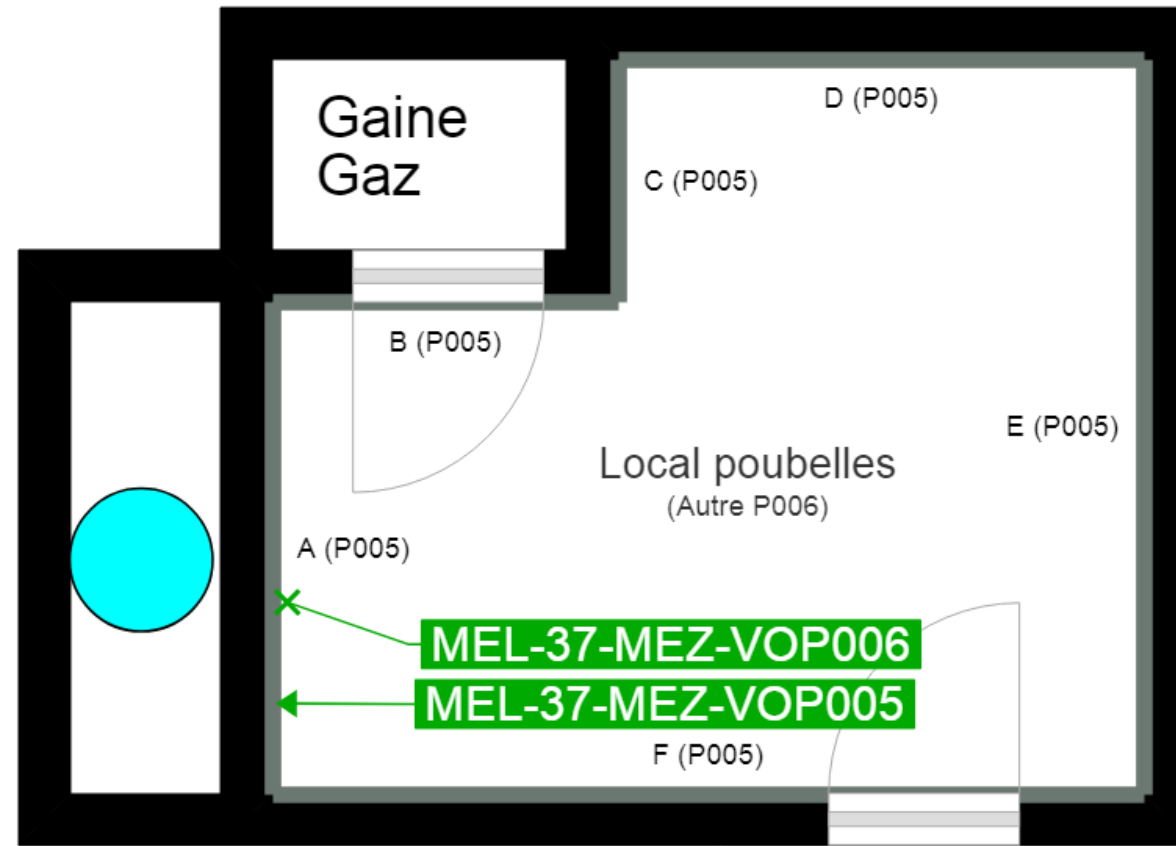 Gaine
Gaz
D (P005)
C (P005)
B (P005)
E (P005)
Local poubelles
(Autre P006)
A (P005)
MEL-37-MEZ-VOP006
MEL-37-MEZ-VOP005
F (P005)